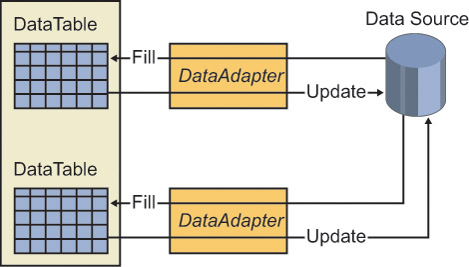 DataTable
Data Source
Fill
DataAdapter
Update
DataTable
Fill
DataAdapter
Update